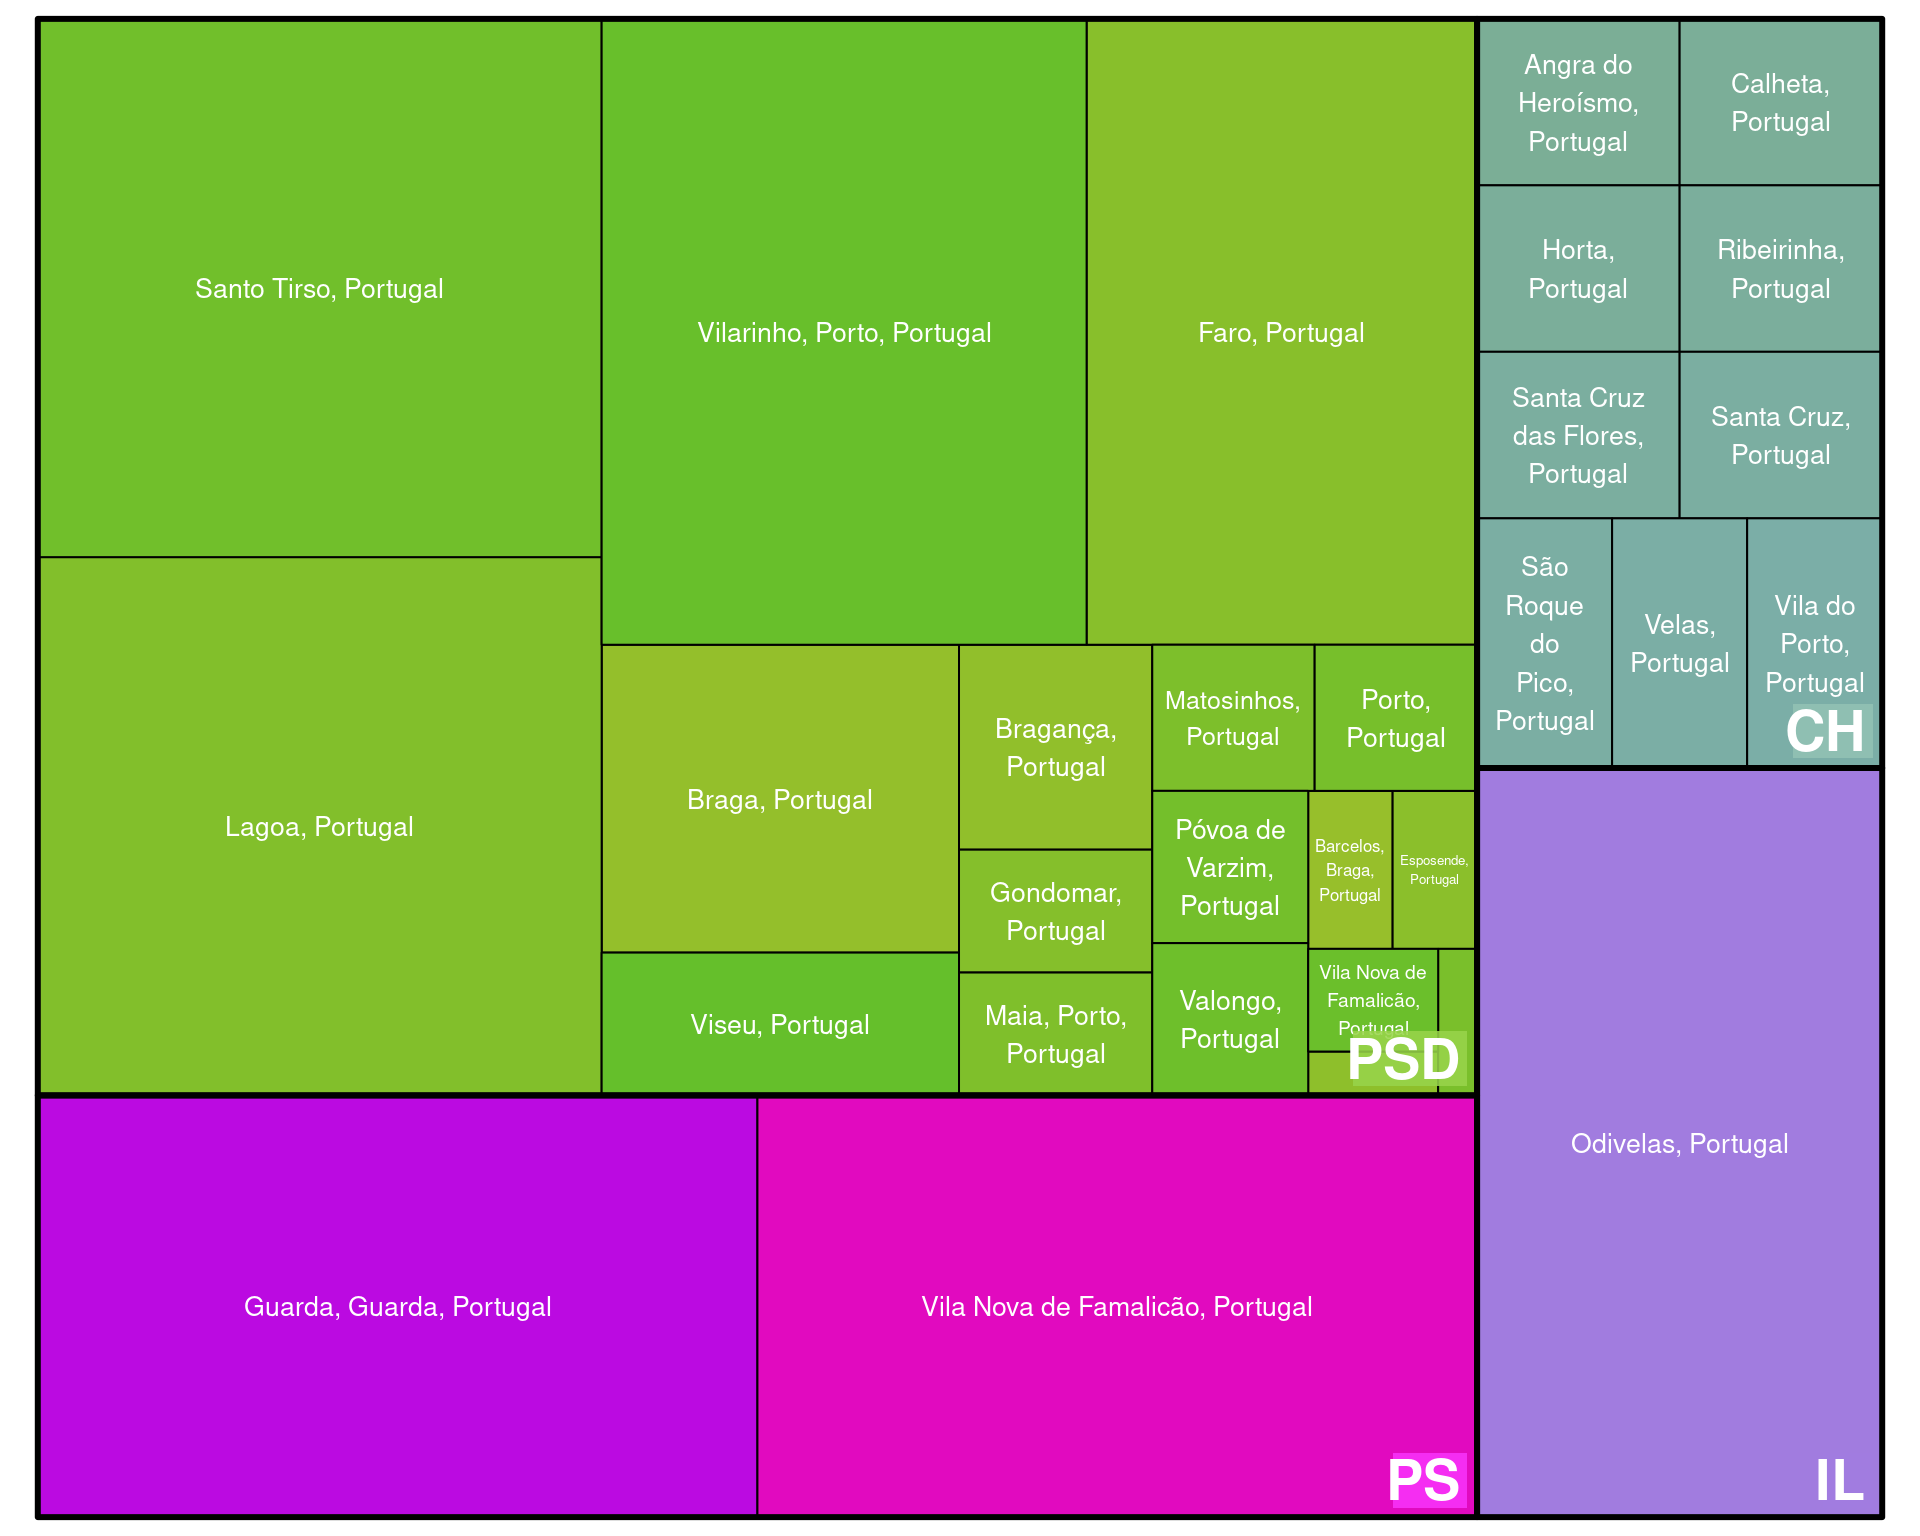 Santo Tirso, Portugal
Vilarinho, Porto, Portugal
Faro, Portugal
Lagoa, Portugal
Braga, Portugal
Viseu, Portugal
Bragança,
Portugal
Gondomar,
Portugal
Maia, Porto,
Portugal
Matosinhos,
Portugal
Porto,
Portugal
Póvoa de
Varzim,
Portugal
Valongo,
Portugal
Barcelos,
Braga,
Portugal
Esposende,
Portugal
Vila Nova de
Famalicão,
Portugal
PSD
Guarda, Guarda, Portugal
Vila Nova de Famalicão, Portugal
PS
Angra do
Heroísmo,
Portugal
Calheta,
Portugal
Horta,
Portugal
Ribeirinha,
Portugal
Santa Cruz
das Flores,
Portugal
Santa Cruz,
Portugal
São
Roque
do
Pico,
Portugal
Velas,
Portugal
Vila do
Porto,
Portugal
CH
Odivelas, Portugal
IL